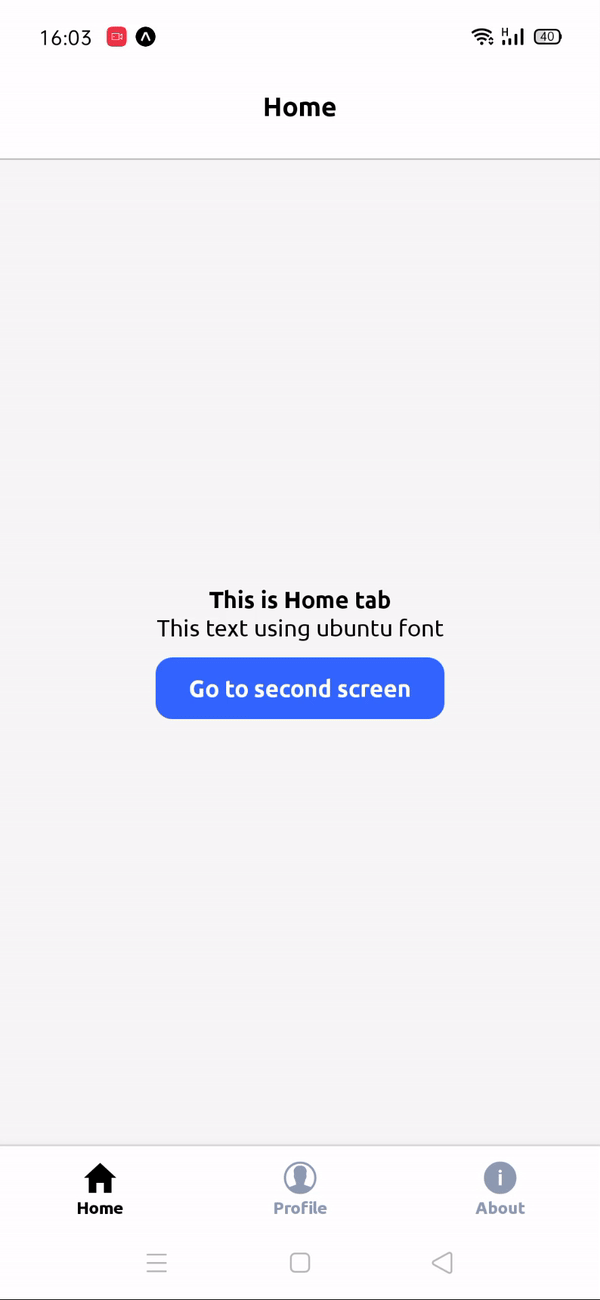 16:03
H
40
Home
This is Home tab
This text using ubuntu font
Go to second screen
Home
Profile
About